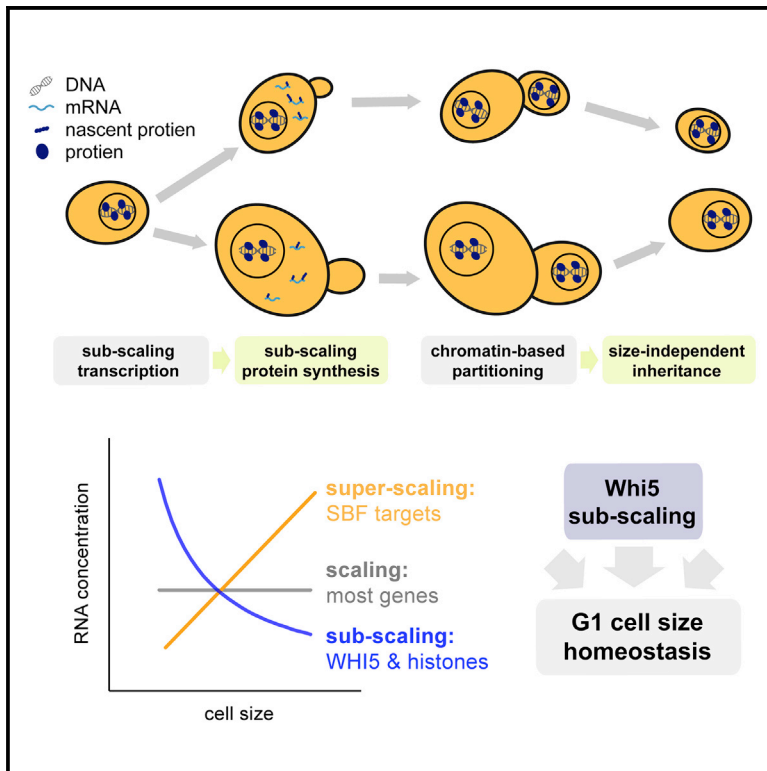 DNA
mRNA
nascent protien
protien
sub-scaling
transcription
sub-scaling
protein synthesis
chromatin-based
partitioning
size-independent
inheritance
RNA concentration
cell size
super-scaling:
SBF targets
scaling:
most genes
sub-scaling:
WHI5 & histones
Whi5
sub-scaling
G1 cell size
homeostasis